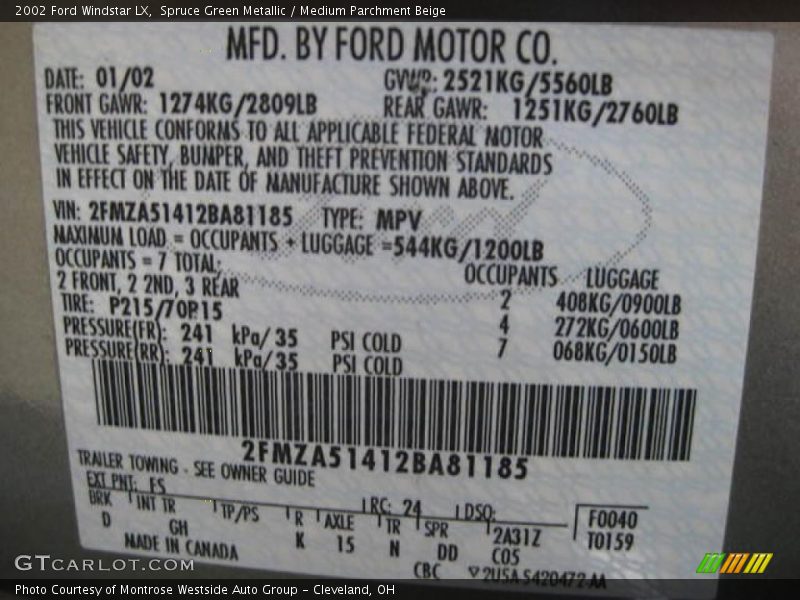 2002 Ford Windstar LX, Spruce Green Metallic / Medium Parchment Beige
MFD. BY FORD MOTOR CO.
DATE: 01/02 GVWR: 2521KG/5560LB
FRONT GAWR: 1274KG/2809LB REAR GAWR: 1251KG/2760LB
THIS VEHICLE CONFORMS TO ALL APPLICABLE FEDERAL MOTOR
VEHICLE SAFETY, BUMPER, AND THEFT PREVENTION STANDARDS
IN EFFECT ON THE DATE OF MANUFACTURE SHOWN ABOVE.
VIN: 2FMZA51412BA81185 TYPE: MPV
MAXIMUM LOAD = OCCUPANTS + LUGGAGE =544KG/1200LB
OCCUPANTS = 7 TOTAL; OCCUPANTS LUGGAGE
2 FRONT, 2 2ND, 3 REAR 2 408KG/0900LB
TIRE: P215/70R15 4 272KG/0600LB
PRESSURE(FR): 241 kPa/35 PSI COLD 7 068KG/0150LB
PRESSURE(RR): 241 kPa/35 PSI COLD
2FMZA51412BA81185
TRAILER TOWING - SEE OWNER GUIDE
EXT PNT: FS RC: 24 DSO: F0040
BRK INT TR TP/PS R AXLE TR SPR 2A31Z T0159
D GH K 15 N DD C05
MADE IN CANADA CBC ▽2U5A 5420472-AA
GTCARLOT.COM
Photo Courtesy of Montrose Westside Auto Group - Cleveland, OH